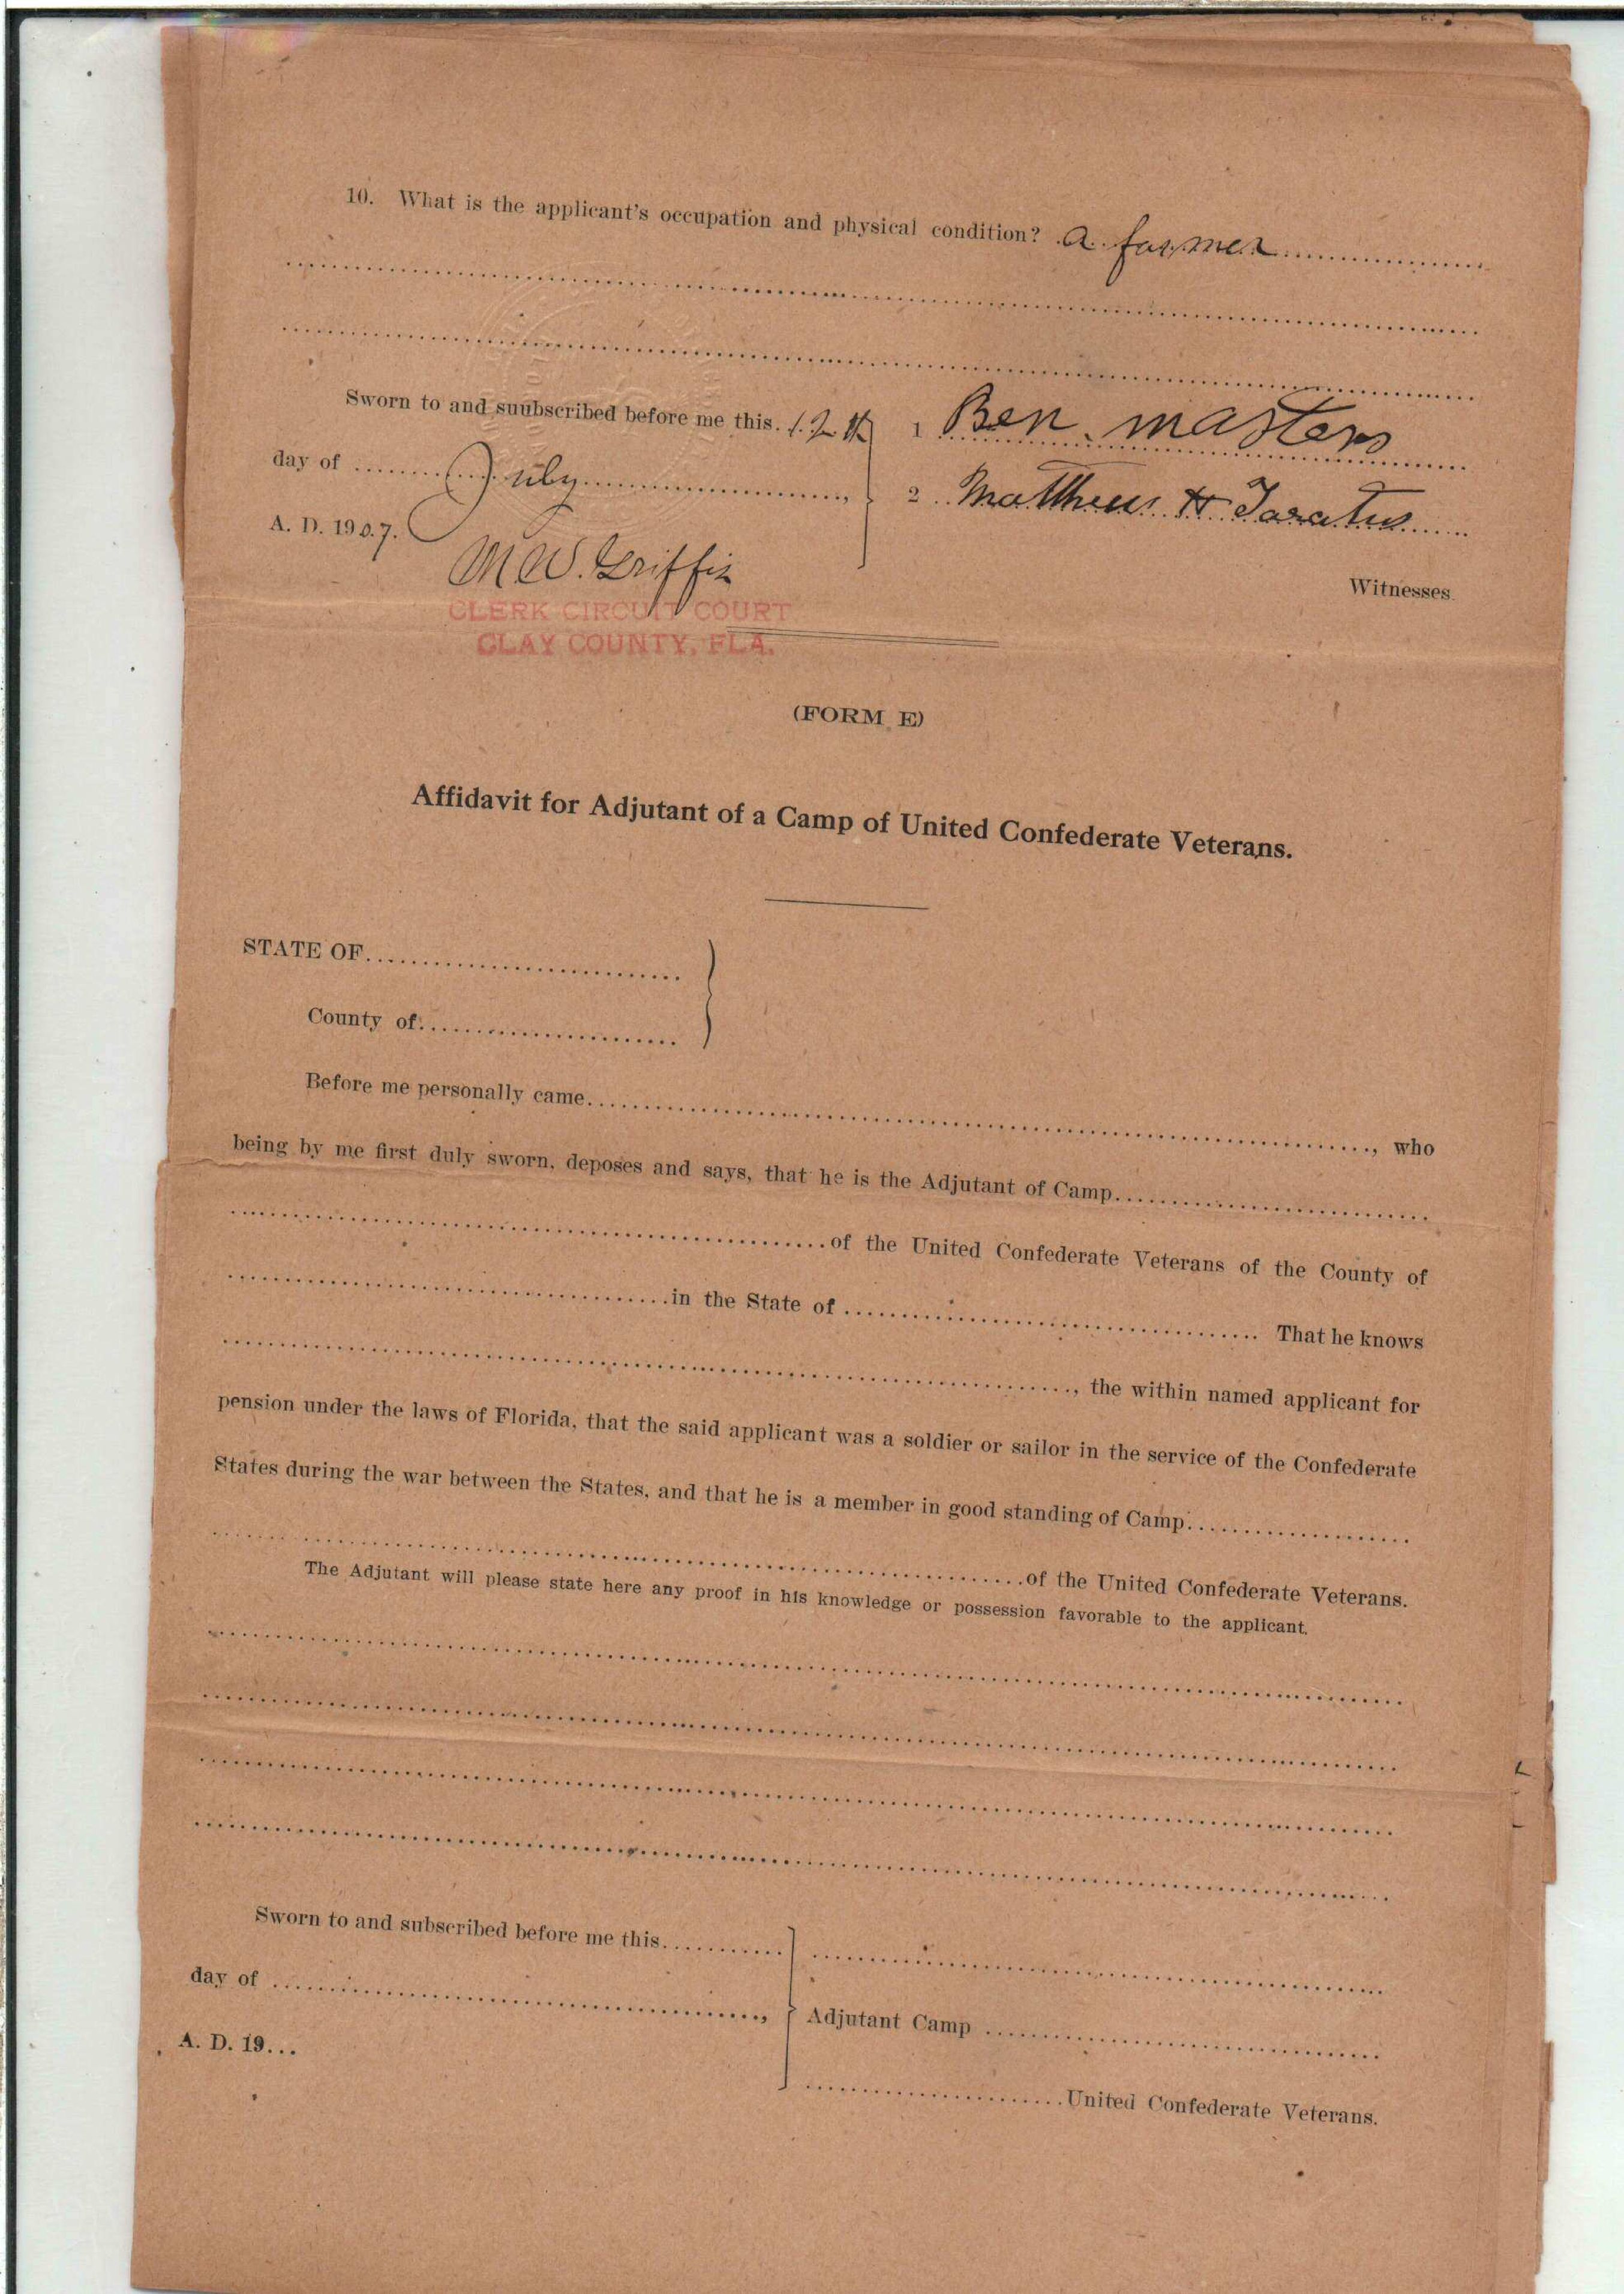 10. What is the applicant's occupation and physical condition? a farmer
Sworn to and suubscribed before me this 12th
1 Ben masters
day of July,
2 Matthew H
A. D. 1907.
M W. Griffin
Witnesses
CLERK CIRCUIT COURT
CLAY COUNTY, FLA.
(FORM E)
Affidavit for Adjutant of a Camp of United Confederate Veterans.
STATE OF
County of
Before me personally came, who
being by me first duly sworn, deposes and says, that he is the Adjutant of Camp
of the United Confederate Veterans of the County of
in the State of That he knows
, the within named applicant for
pension under the laws of Florida, that the said applicant was a soldier or sailor in the service of the Confederate
States during the war between the States, and that he is a member in good standing of Camp
of the United Confederate Veterans.
The Adjutant will please state here any proof in his knowledge or possession favorable to the applicant.
Sworn to and subscribed before me this
day of ,
Adjutant Camp
A. D. 19...
United Confederate Veterans.